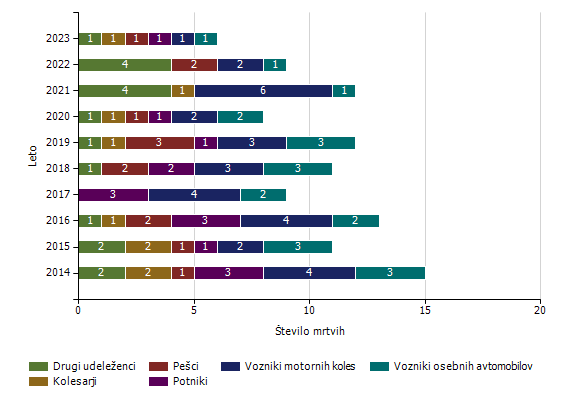 2023 1 1 1 1 1 1
2022 4 2 2 1
2021 4 1 6 1
2020 1 1 1 1 2 2
2019 1 1 3 1 3 3
2018 1 2 2 3 3
2017 3 4 2
2016 1 1 2 3 4 2
2015 2 2 1 1 2 3
2014 2 2 1 3 4 3
Leto
0 5 10 15 20
Število mrtvih
Drugi udeleženci Pešci Vozniki motornih koles Vozniki osebnih avtomobilov
Kolesarji Potniki